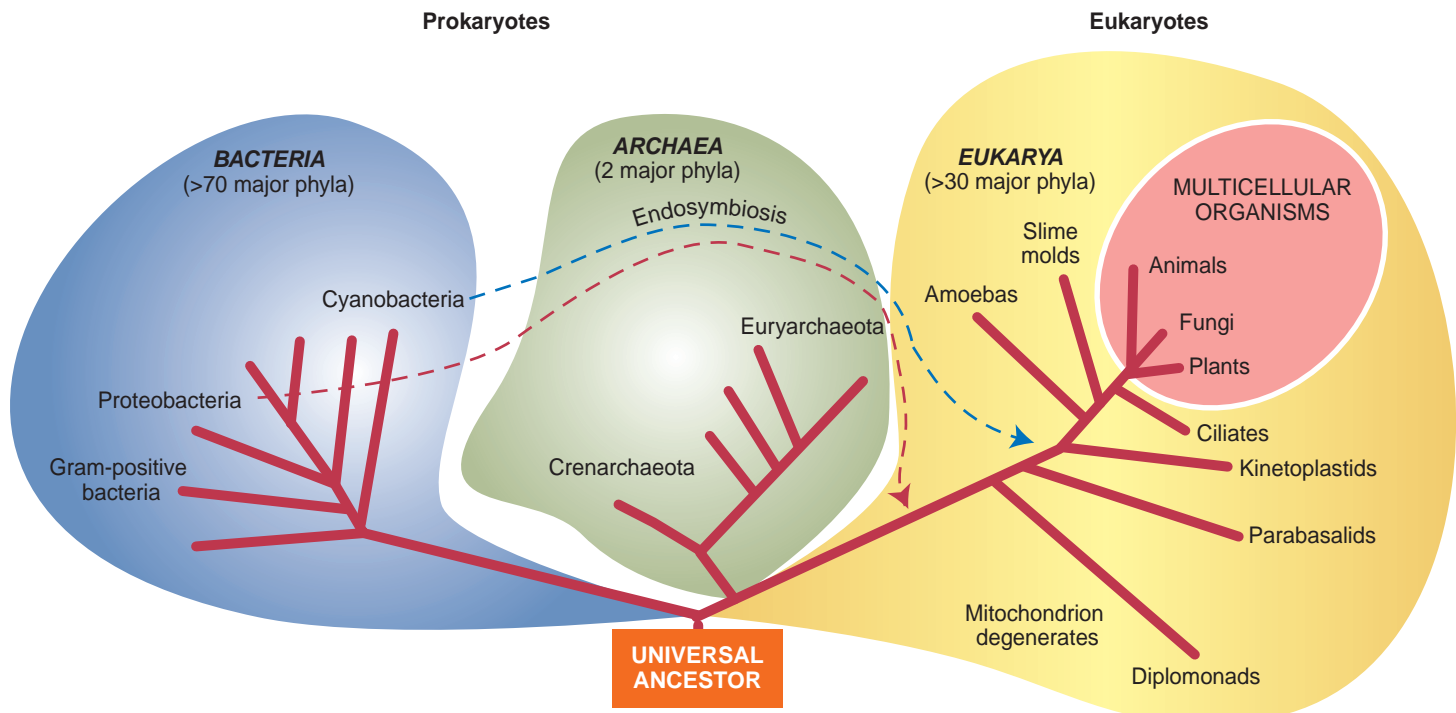 Prokaryotes
Eukaryotes
BACTERIA
(>70 major phyla)
ARCHAEA
(2 major phyla)
EUKARYA
(>30 major phyla)
MULTICELLULAR
ORGANISMS
Endosymbiosis
Cyanobacteria
Proteobacteria
Gram-positive
bacteria
Euryarchaeota
Crenarchaeota
Slime
molds
Amoebas
Animals
Fungi
Plants
Ciliates
Kinetoplastids
Parabasalids
Mitochondrion
degenerates
Diplomonads
UNIVERSAL
ANCESTOR